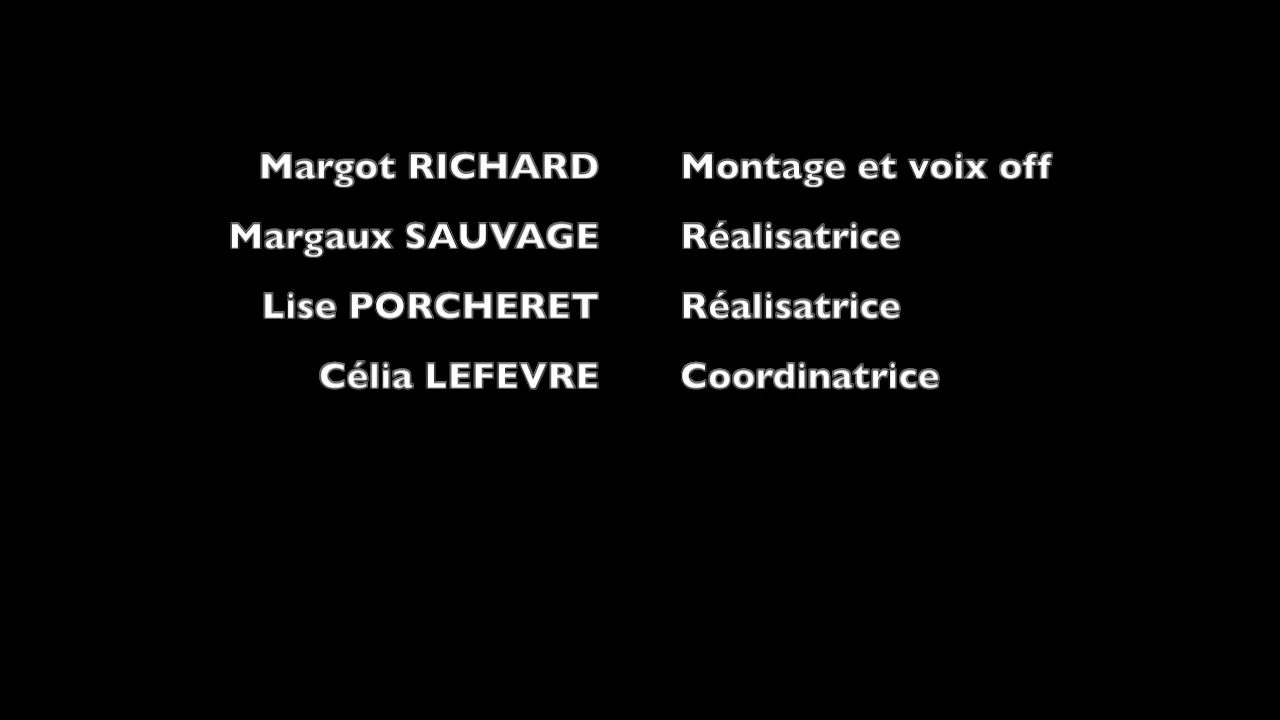 Margot RICHARD Montage et voix off
Margaux SAUVAGE Réalisatrice
Lise PORCHERET Réalisatrice
Célia LEFEVRE Coordinatrice